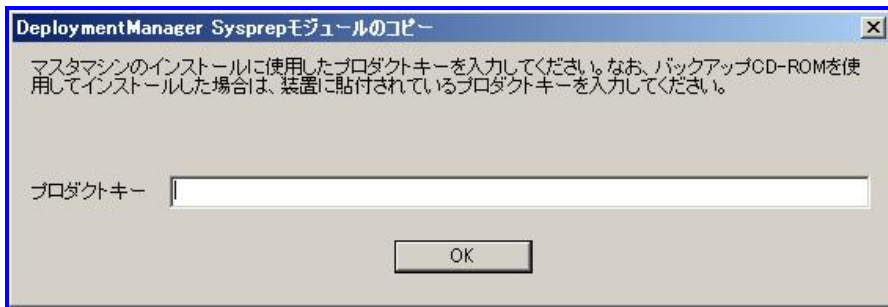 DeploymentManager Sysprepモジュールのコピー
マスタマシンのインストールに使用したプロダクトキーを入力してください。なお、バックアップCD-ROMを使
用してインストールした場合は、装置に貼付されているプロダクトキーを入力してください。
プロダクトキー
OK